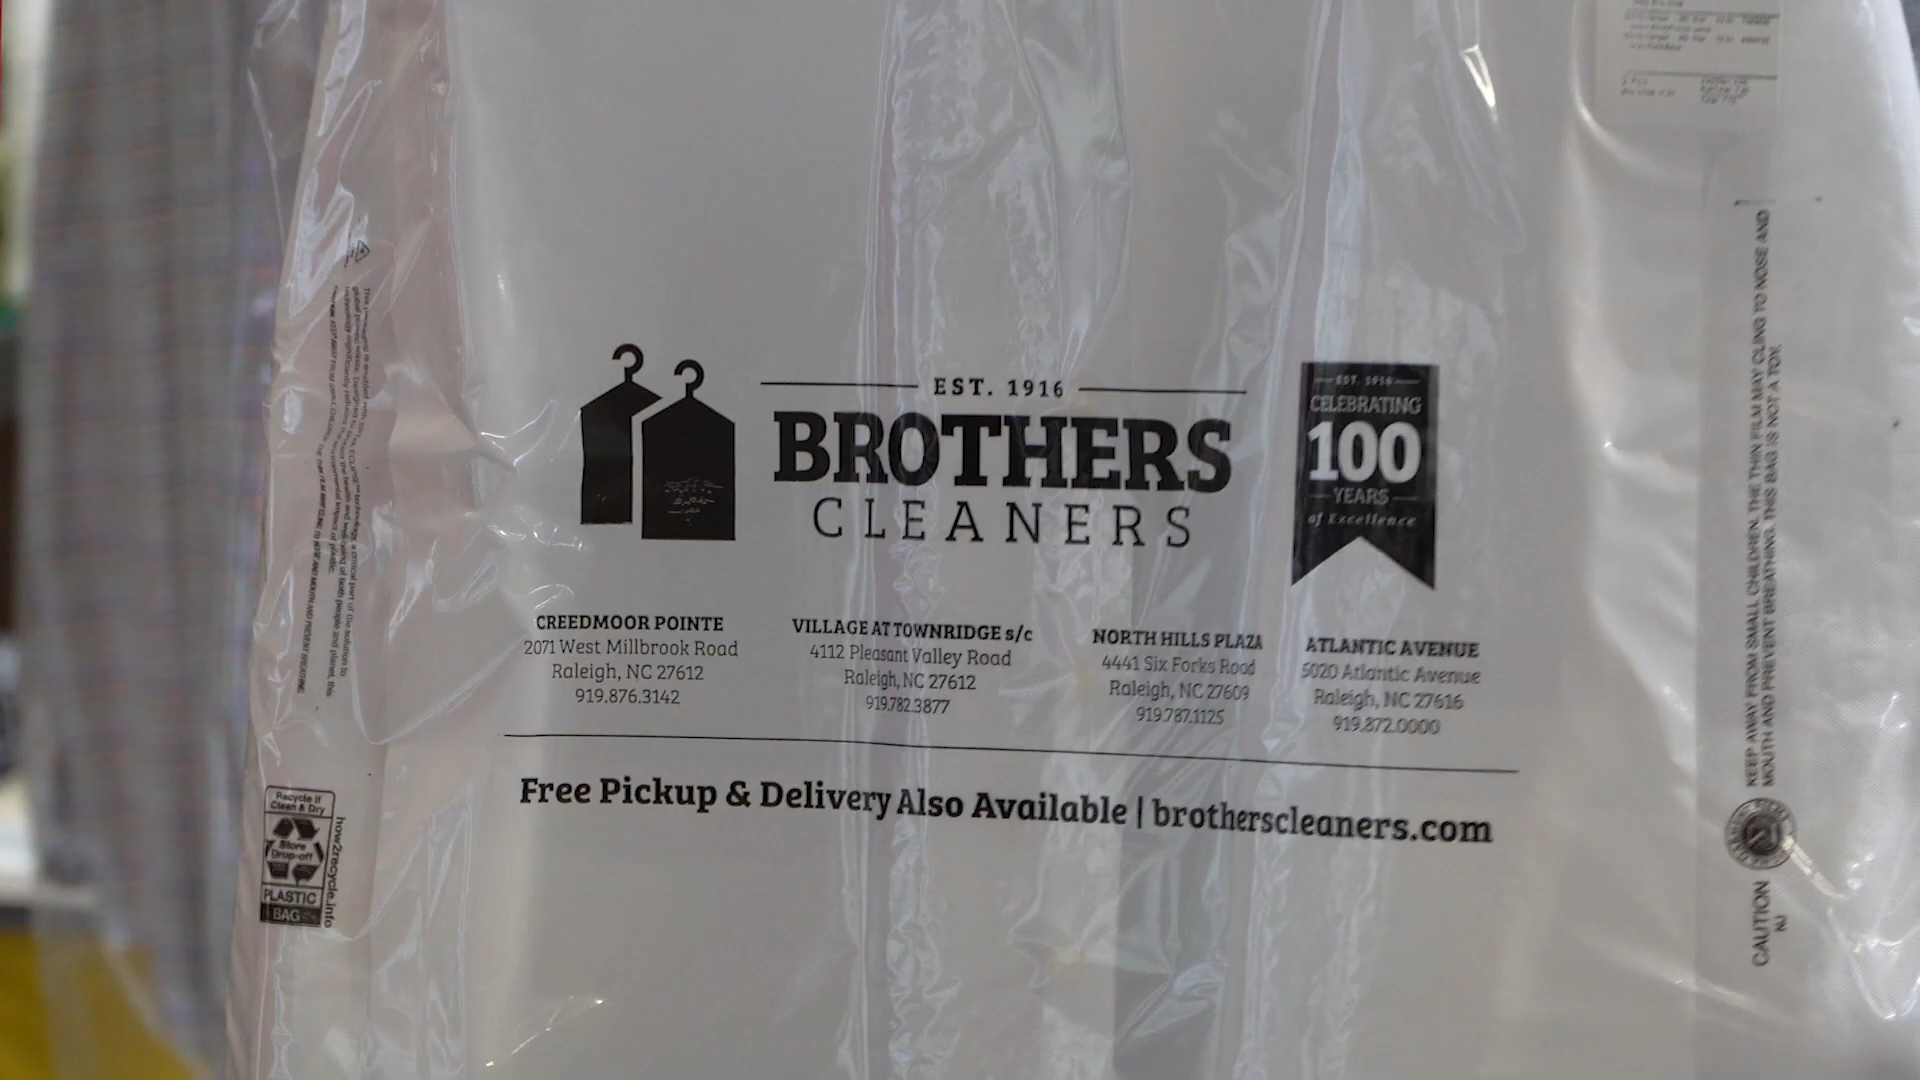 EST. 1916
BROTHERS
CLEANERS
EST. 1916
CELEBRATING
100
YEARS
of Excellence
CREEDMOOR POINTE
2071 West Millbrook Road
Raleigh, NC 27612
919.876.3142
VILLAGE AT TOWNRIDGE s/c
4112 Pleasant Valley Road
Raleigh, NC 27612
919.782.3877
NORTH HILLS PLAZA
4441 Six Forks Road
Raleigh, NC 27609
919.787.1125
ATLANTIC AVENUE
5020 Atlantic Avenue
Raleigh, NC 27616
919.872.0000
Free Pickup & Delivery Also Available | brotherscleaners.com
Recycle if
Clean & Dry
Store
Drop-off
PLASTIC
BAG
how2recycle.info
CAUTION
KEEP AWAY FROM SMALL CHILDREN. THE THIN FILM MAY CLING TO NOSE AND
MOUTH AND PREVENT BREATHING. THIS BAG IS NOT A TOY.